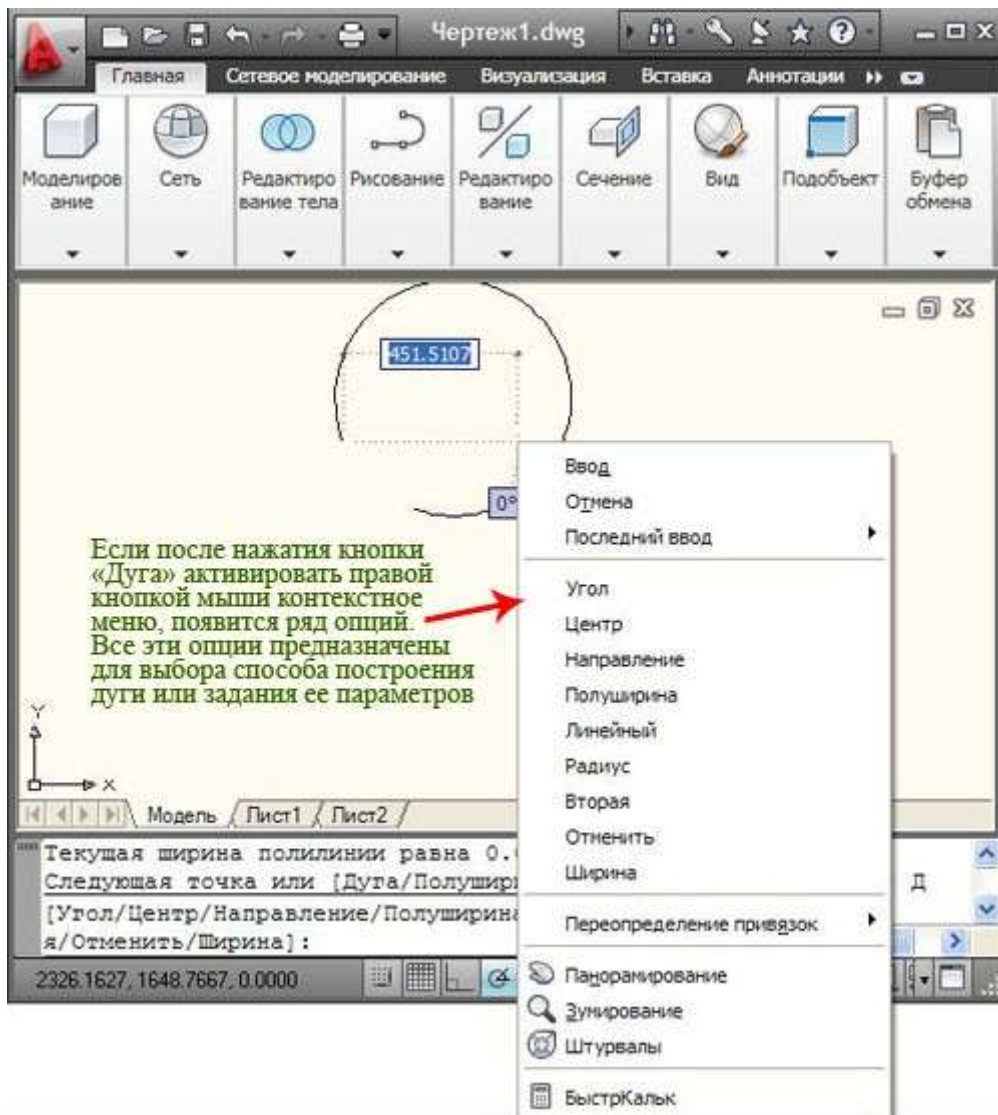 Чертеж1.dwg
Главная Сетевое моделирование Визуализация Вставка Аннотации
Моделиров
ание
Сеть
Редактиро
вание тела
Рисование
Редактиро
вание
Сечение
Вид
Подобъект
Буфер
обмена
451.5107
0°
Если после нажатия кнопки
«Дуга» активировать правой
кнопкой мыши контекстное
меню, появится ряд опций.
Все эти опции предназначены
для выбора способа построения
дуги или задания ее параметров
Ввод
Отмена
Последний ввод
Угол
Центр
Направление
Полуширина
Линейный
Радиус
Вторая
Отменить
Ширина
Переопределение привязок
Панорамирование
Зумирование
Штурвалы
БыстрКальк
Y
X
Модель Лист1 Лист2
Текущая ширина полилинии равна 0.
Следующая точка или [Дуга/Полушир Д
[Угол/Центр/Направление/Полуширина
я/Отменить/Ширина]:
2326.1627, 1648.7667, 0.0000